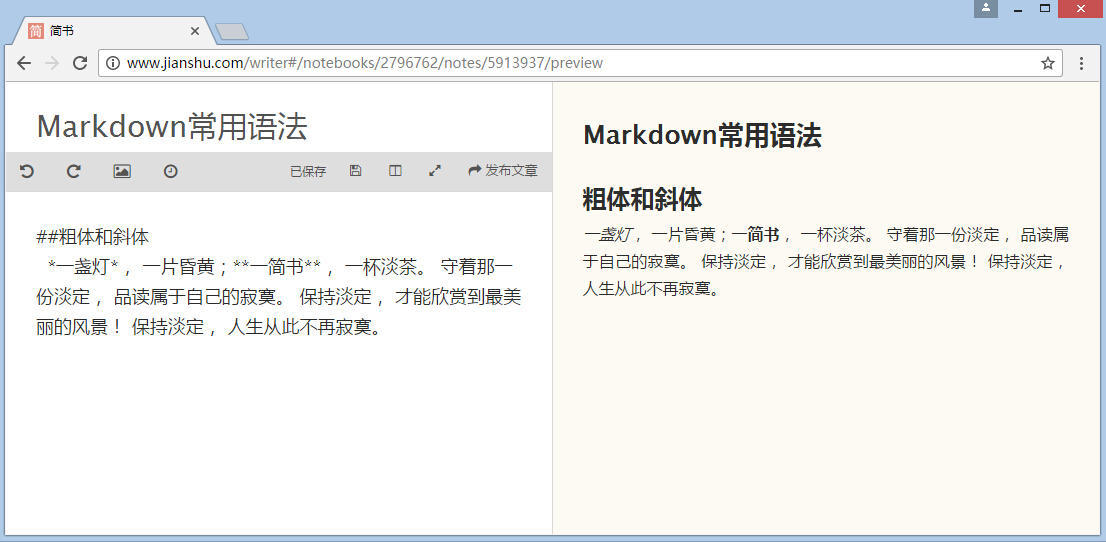 简 简书
www.jianshu.com/writer#/notebooks/2796762/notes/5913937/preview
Markdown常用语法
已保存 发布文章
##粗体和斜体
*一盏灯* ，一片昏黄；**一简书** ，一杯淡茶。 守着那一
份淡定 ，品读属于自己的寂寞。 保持淡定 ，才能欣赏到最美
丽的风景 ！ 保持淡定 ，人生从此不再寂寞。
Markdown常用语法
粗体和斜体
一盏灯 ，一片昏黄；一简书 ，一杯淡茶。 守着那一份淡定 ，品读属
于自己的寂寞。 保持淡定 ，才能欣赏到最美丽的风景 ！ 保持淡定 ，
人生从此不再寂寞。